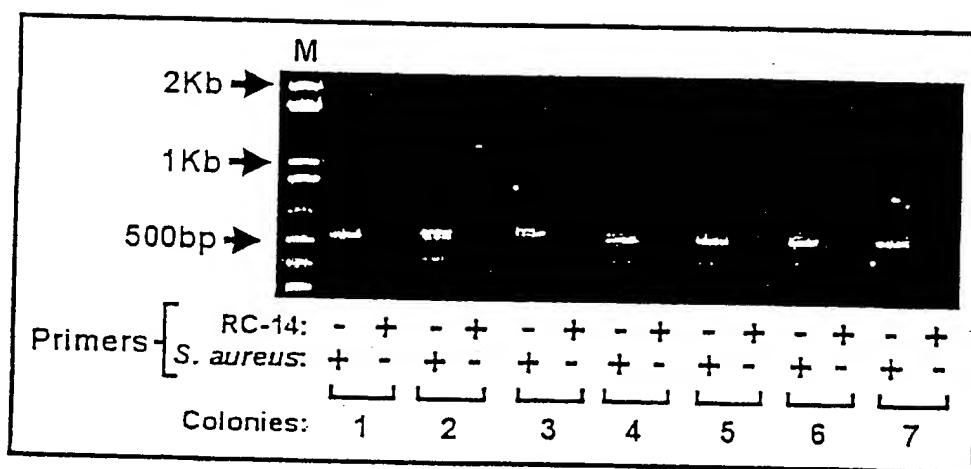 M
2Kb
1Kb
500bp
Primers
RC-14: - + - + - + - + - + - + - +
S. aureus: + - + - + - + - + - + - + -
Colonies: 1 2 3 4 5 6 7